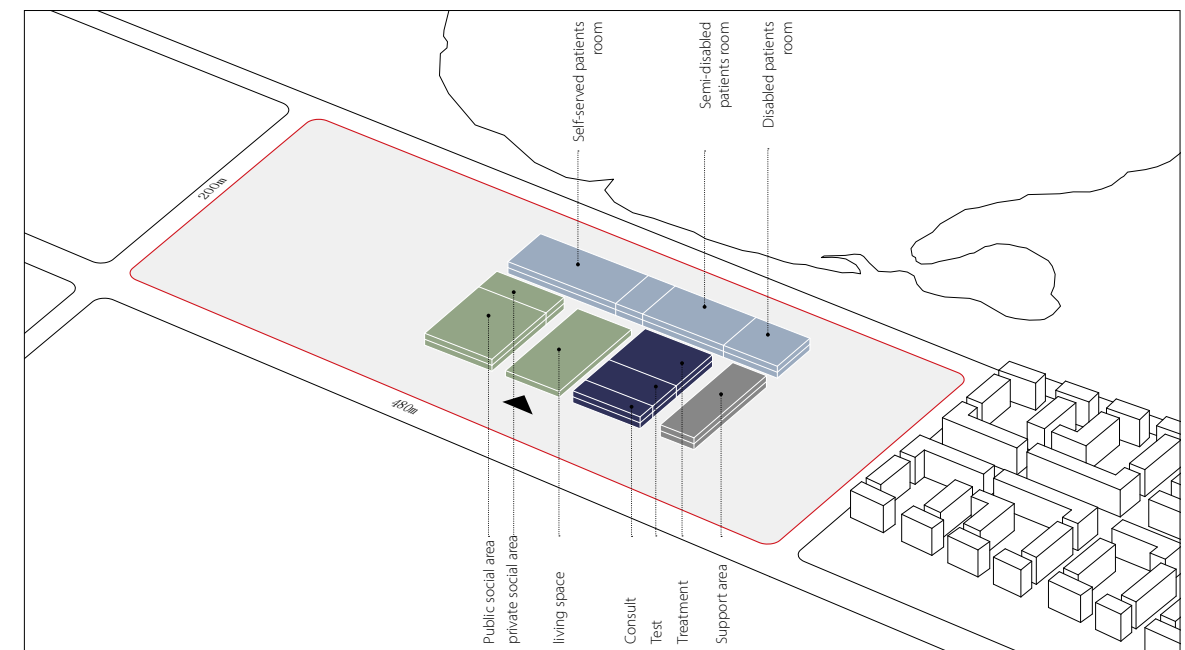 Self-served patients
room
Semi-disabled
patients room
Disabled patients
room
200m
480m
Public social area
private social area
living space
Consult
Test
Treatment
Support area